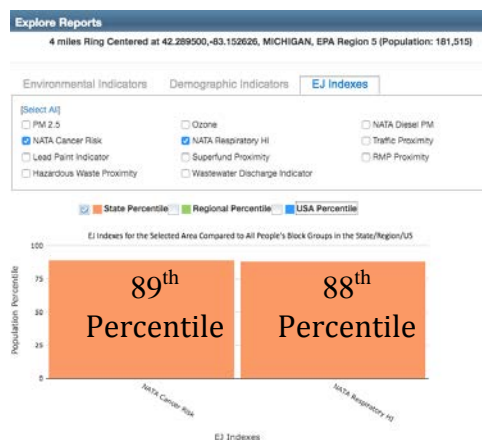 Explore Reports
4 miles Ring Centered at 42.289500,-83.152626, MICHIGAN, EPA Region 5 (Population: 181,515)
Environmental Indicators Demographic Indicators EJ Indexes
[Select All]
PM 2.5 Ozone NATA Diesel PM
NATA Cancer Risk NATA Respiratory HI Traffic Proximity
Lead Paint Indicator Superfund Proximity RMP Proximity
Hazardous Waste Proximity Wastewater Discharge Indicator
State Percentile Regional Percentile USA Percentile
EJ Indexes for the Selected Area Compared to All People's Block Groups in the State/Region/US
Population Percentile
100
75
50
25
0
89th
Percentile
88th
Percentile
NATA Cancer Risk
NATA Respiratory HI
EJ Indexes